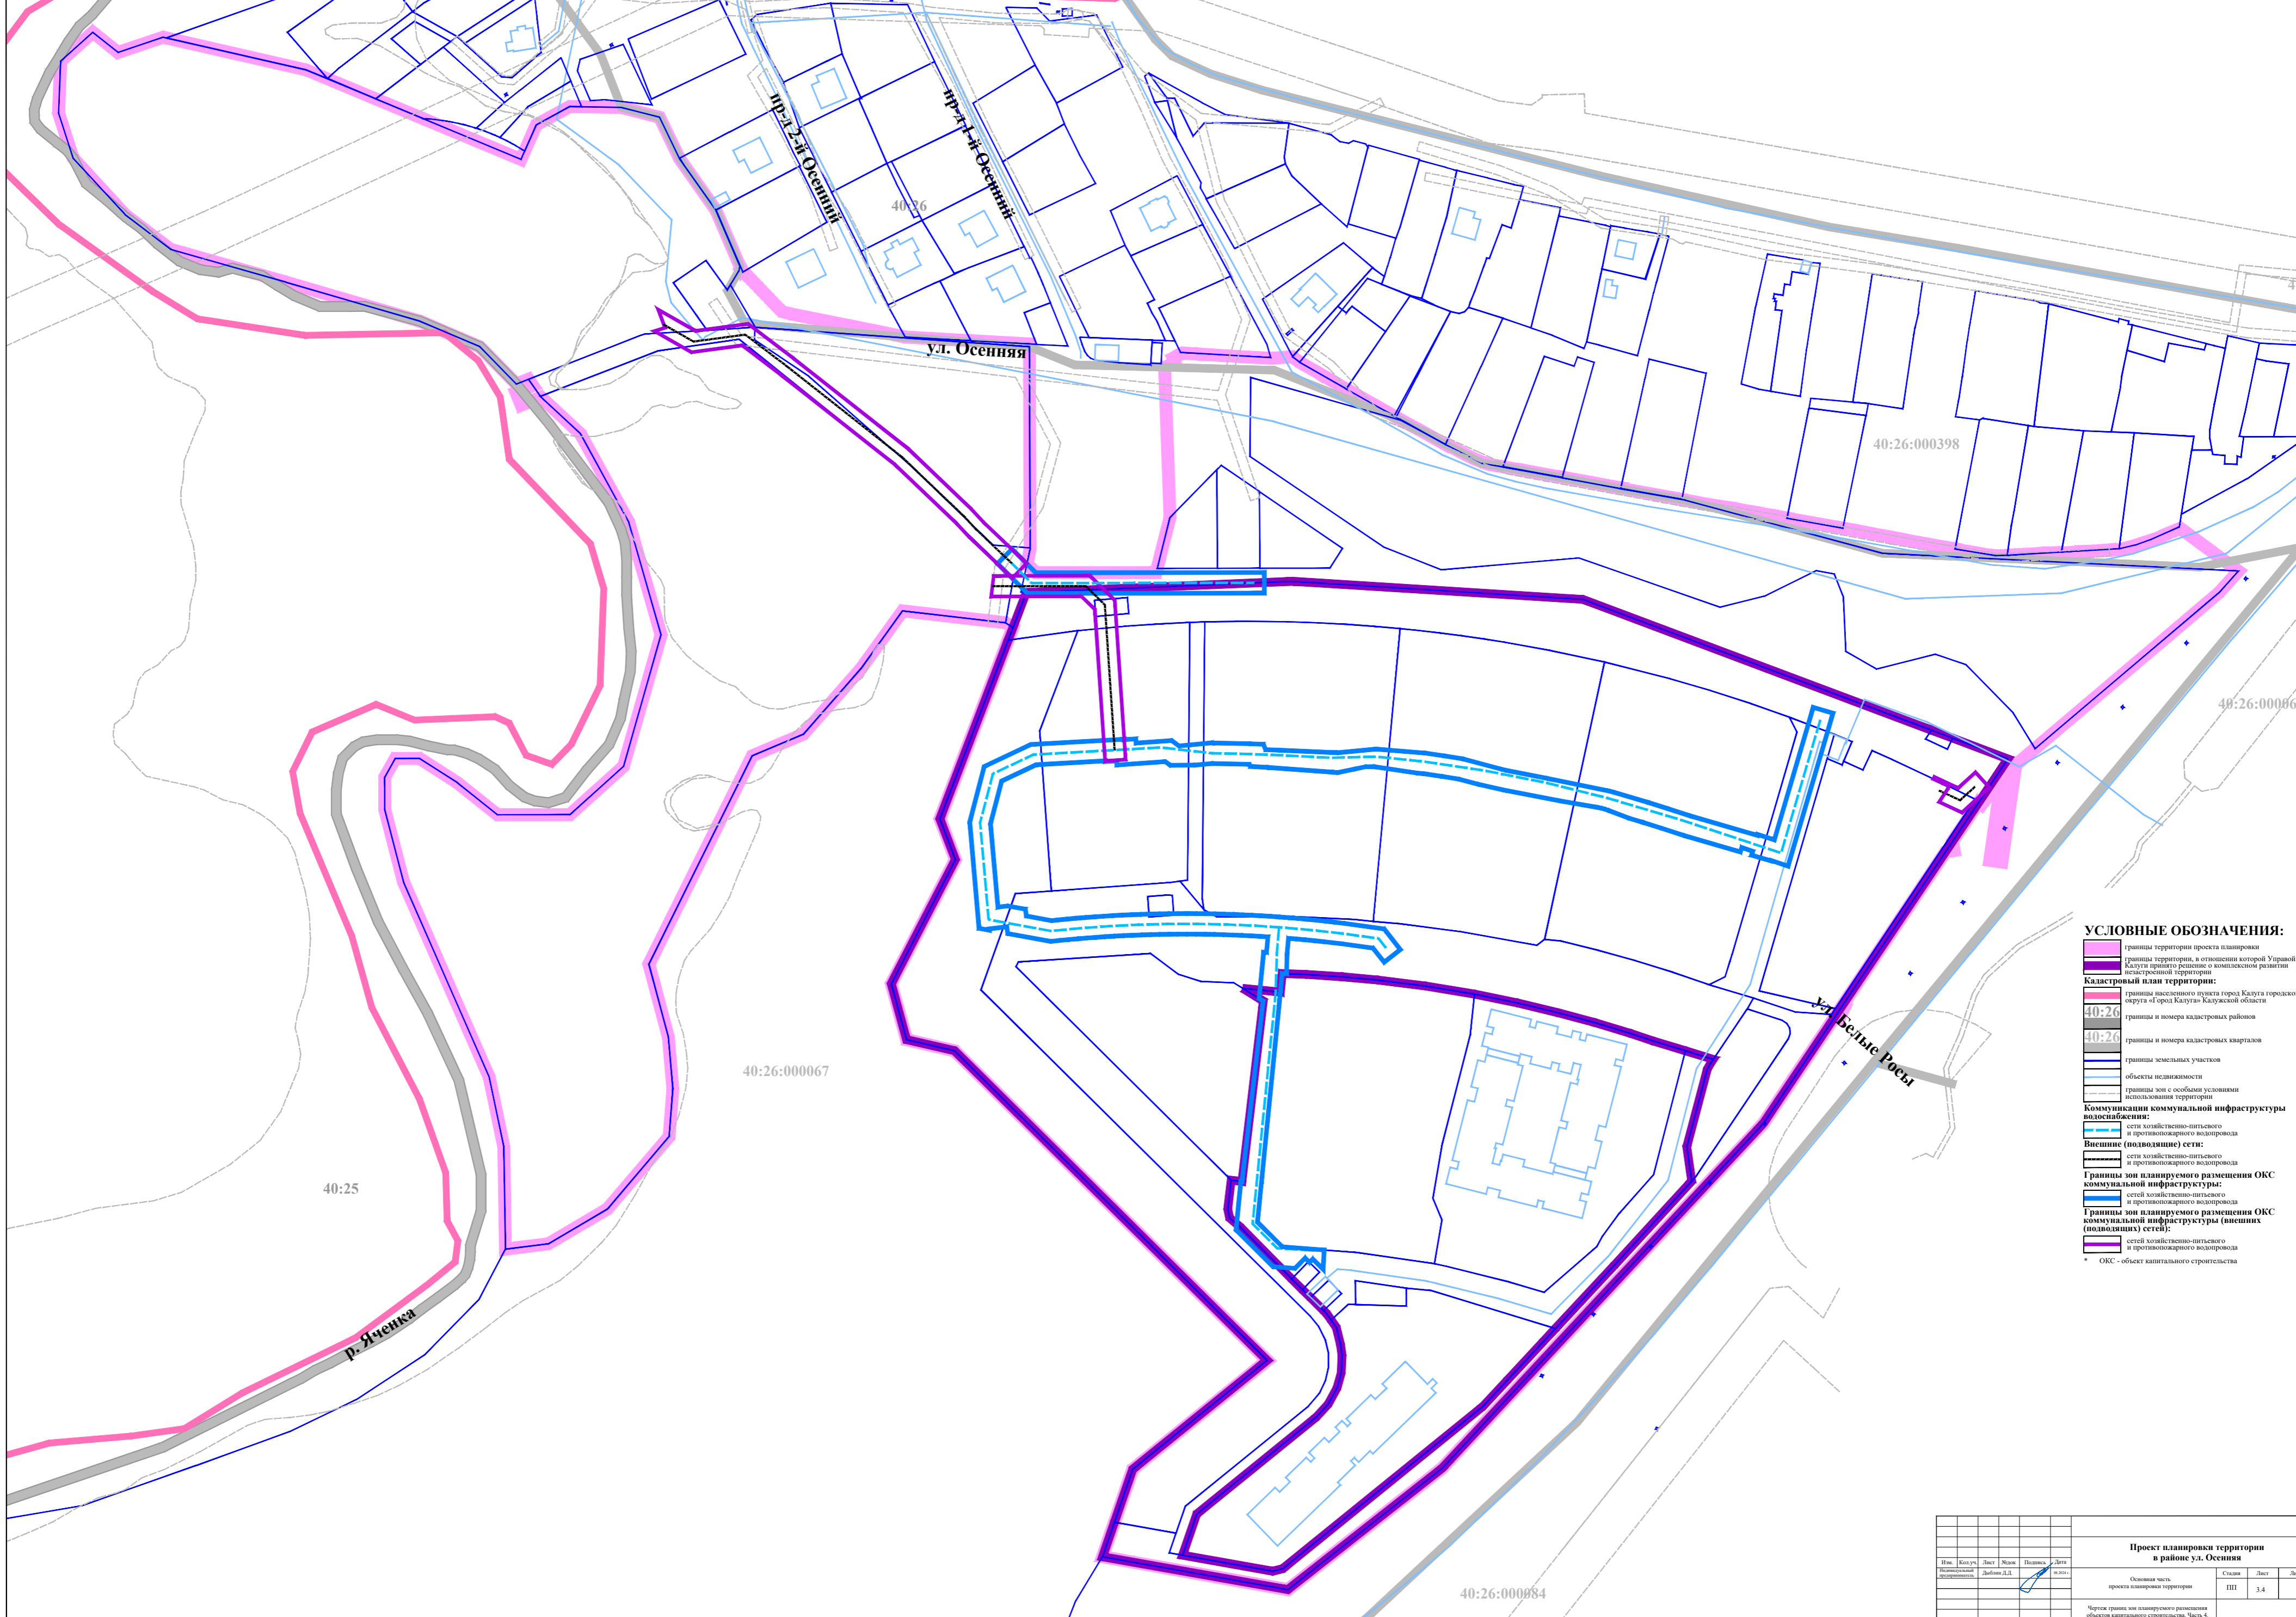 пр-д 2-й Осенний
пр-д 1-й Осенний
40:26
ул. Осенняя
40:26:000398
40:26:00006
40:26:000067
40:25
р. Яченка
ул. Белые Росы
40:26:000084
УСЛОВНЫЕ ОБОЗНАЧЕНИЯ:
границы территории проекта планировки
границы территории, в отношении которой Управой
Калуги принято решение о комплексном развитии
незастроенной территории
Кадастровый план территории:
границы населенного пункта город Калуга городско
округа «Город Калуга» Калужской области
40:26
границы и номера кадастровых районов
40:26
границы и номера кадастровых кварталов
границы земельных участков
объекты недвижимости
границы зон с особыми условиями
использования территории
Коммуникации коммунальной инфраструктуры
водоснабжения:
сети хозяйственно-питьевого
и противопожарного водопровода
Внешние (подводящие) сети:
сети хозяйственно-питьевого
и противопожарного водопровода
Границы зон планируемого размещения ОКС
коммунальной инфраструктуры:
сетей хозяйственно-питьевого
и противопожарного водопровода
Границы зон планируемого размещения ОКС
коммунальной инфраструктуры (внешних
(подводящих) сетей):
сетей хозяйственно-питьевого
и противопожарного водопровода
* ОКС - объект капитального строительства
Проект планировки территории
в районе ул. Осенняя
Изм. Кол.уч. Лист №док Подпись Дата
Индивидуальный
предприниматель
Основная часть
проекта планировки территории
Стадия Лист
ПП 3.4
Чертеж границ зон планируемого размещения
объектов капитального строительства. Часть 4.